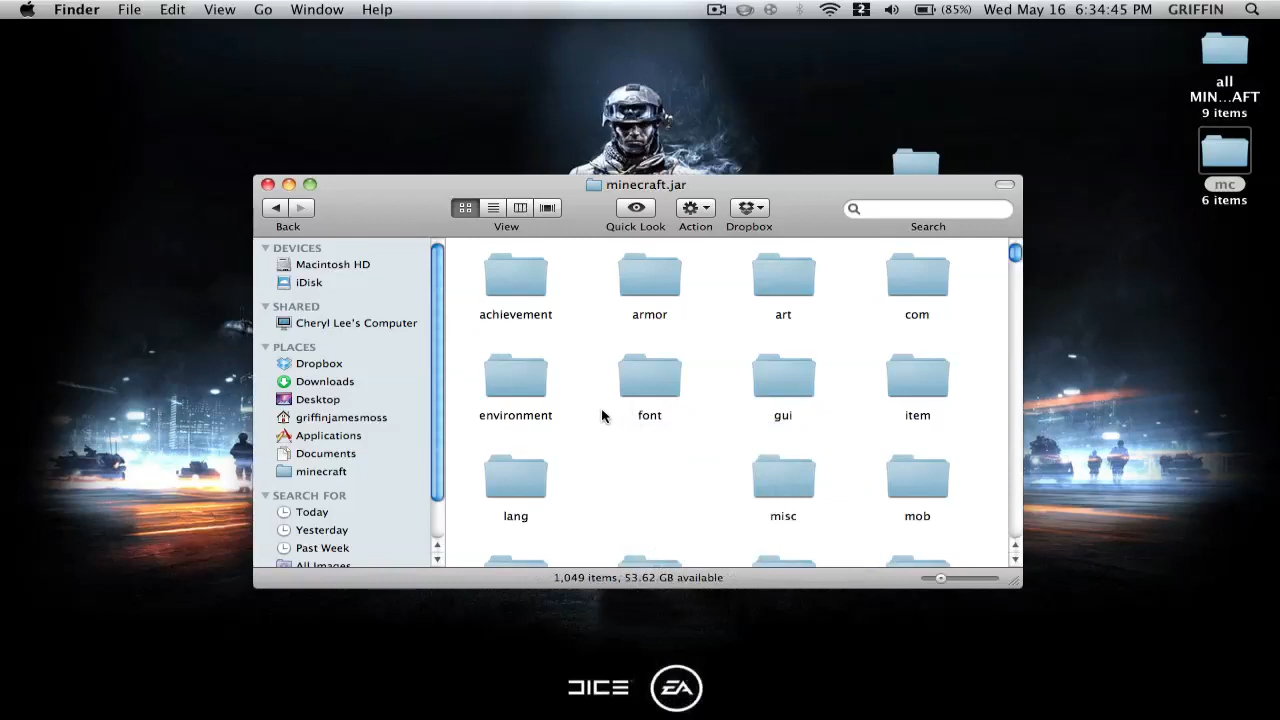 Finder File Edit View Go Window Help 2 (85%) Wed May 16 6:34:45 PM GRIFFIN
all
MIN...AFT
9 items
mc
6 items
minecraft.jar
Back View Quick Look Action Dropbox Search
DEVICES
Macintosh HD
iDisk
SHARED
Cheryl Lee's Computer
PLACES
Dropbox
Downloads
Desktop
griffinjamesmoss
Applications
Documents
minecraft
SEARCH FOR
Today
Yesterday
Past Week
All Images
achievement armor art com
environment font gui item
lang misc mob
1,049 items, 53.62 GB available
DICE EA